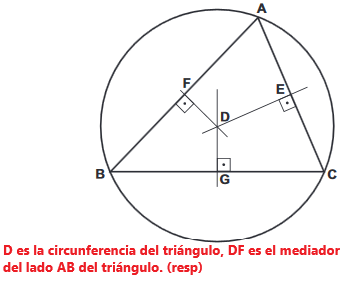 A
F
E
D
B
C
G
D es la circunferencia del triángulo, DF es el mediador
del lado AB del triángulo. (resp)